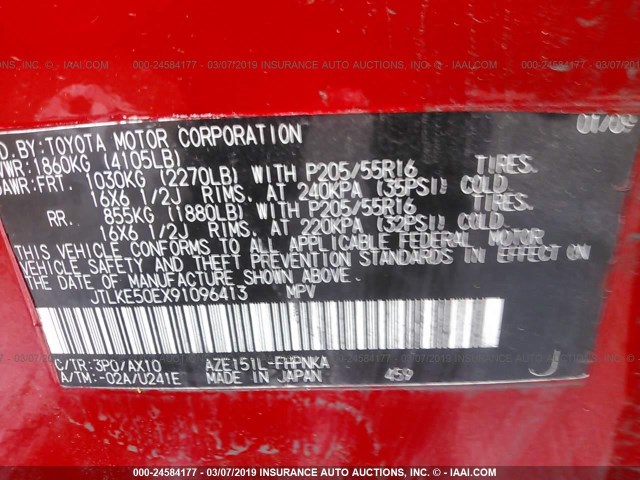 000-24584177 - 03/07/2019 INSURANCE AUTO AUCTIONS, INC. - © IAAI.COM
D.BY:TOYOTA MOTOR CORPORATION 01/09
VWR:1860KG(4105LB)
AWR:FRT. 1030KG (2270LB) WITH P205/55R16 TIRES.
16X6 1/2J RIMS. AT 240KPA (35PSI) COLD
RR. 855KG (1880LB) WITH P205/55R16 TIRES.
16X6 1/2J RIMS. AT 220KPA (32PSI) COLD.
THIS VEHICLE CONFORMS TO ALL APPLICABLE FEDERAL MOTOR
VEHICLE SAFETY AND THEFT PREVENTION STANDARDS IN EFFECT ON
THE DATE OF MANUFACTURE SHOWN ABOVE.
JTLKE50EX91096413 MPV
C/TR:3P0/AX10 AZE151L-FHPNKA
A/TM:-02A/U241E MADE IN JAPAN 459 J
000-24584177 - 03/07/2019 INSURANCE AUTO AUCTIONS, INC. - © IAAI.COM